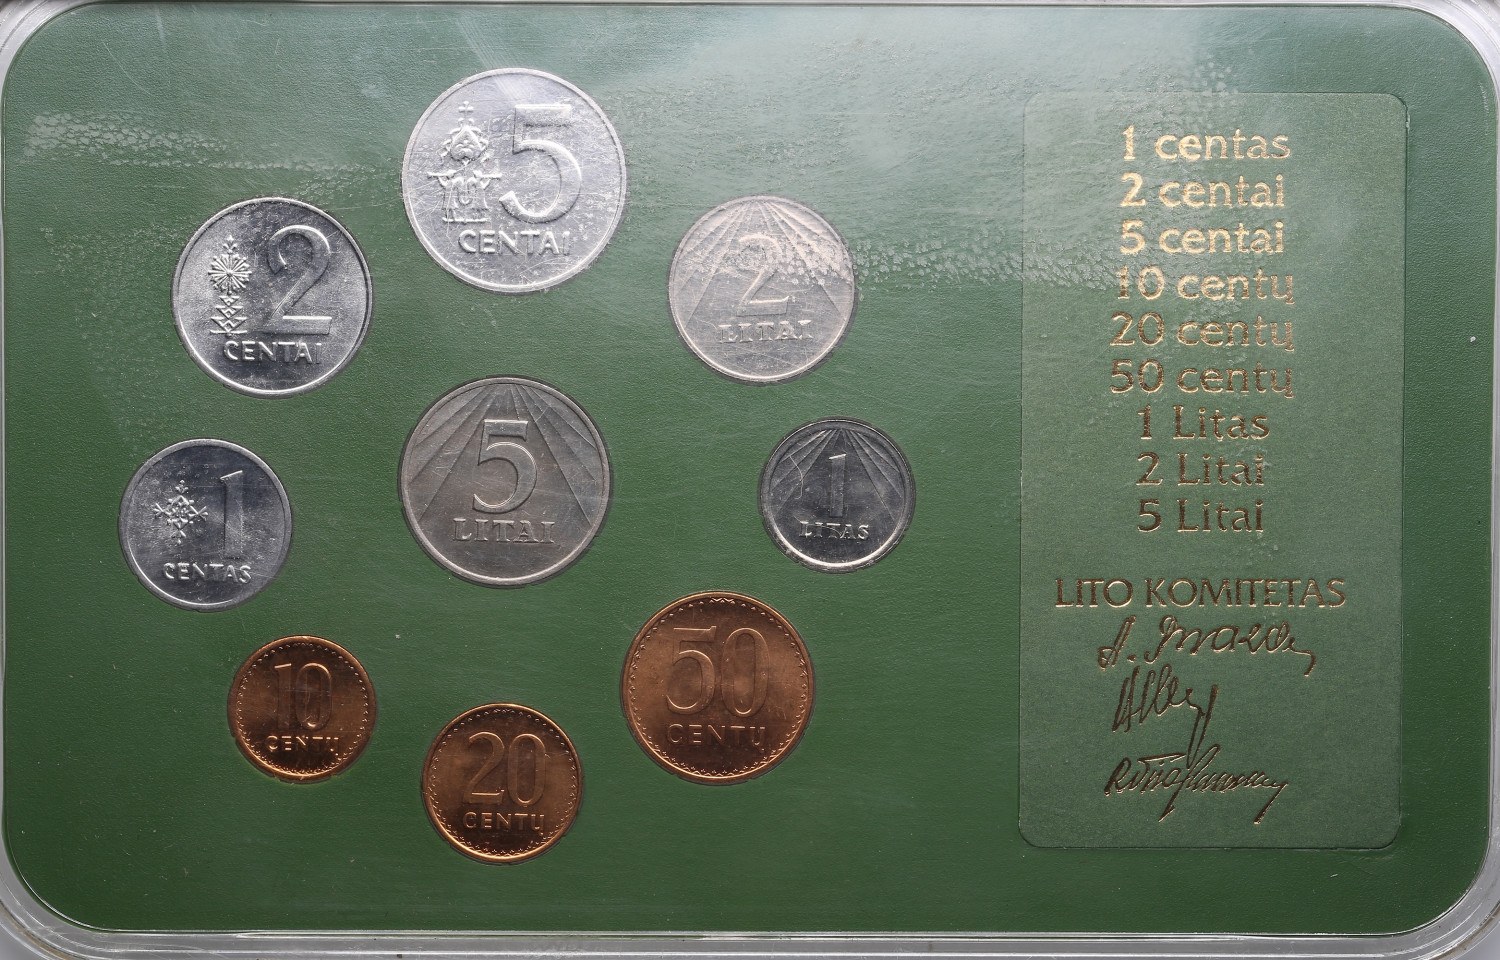 5
CENTAI
2
CENTAI
2
LITAI
5
LITAI
1
LITAS
1
CENTAS
10
CENTŲ
20
CENTŲ
50
CENTŲ
1 centas
2 centai
5 centai
10 centų
20 centų
50 centų
1 Litas
2 Litai
5 Litai
LITO KOMITETAS